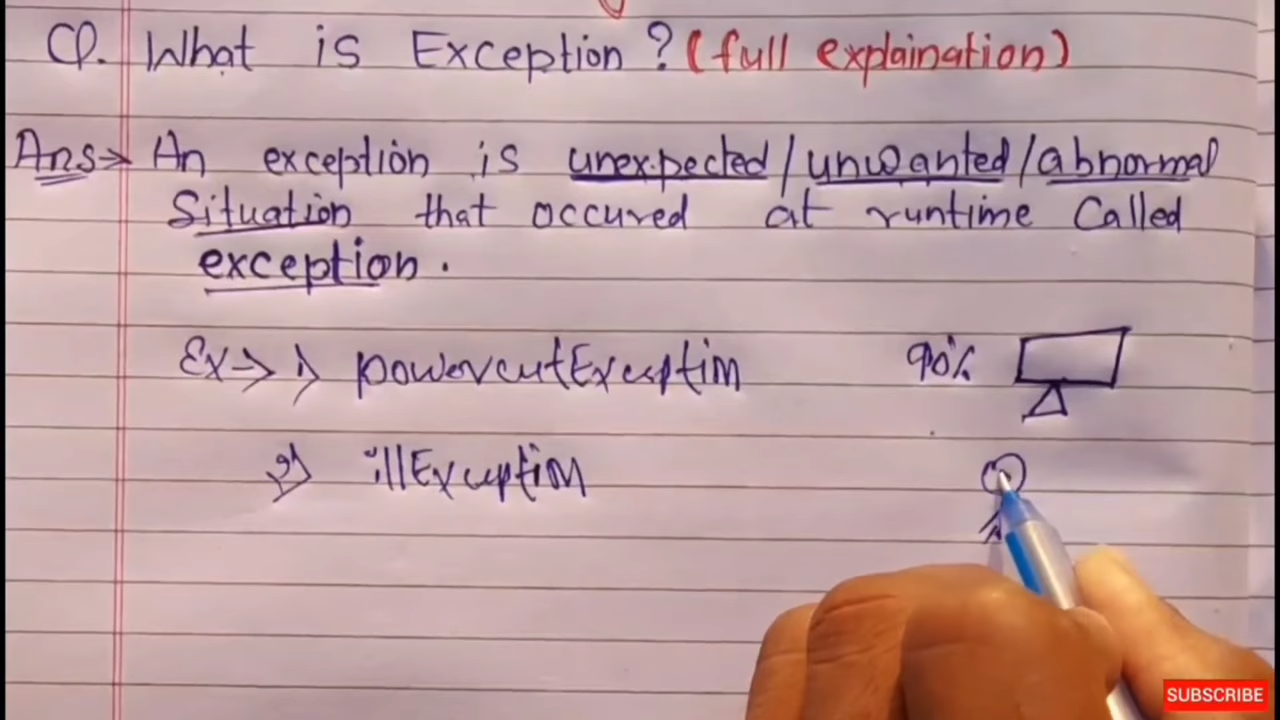 Q. What is Exception? (full explaination)
Ans→ An exception is unexpected/unwanted/abnormal
Situation that occured at runtime Called
exception.
Ex→ 1) powercutException 90%
2) illException
SUBSCRIBE